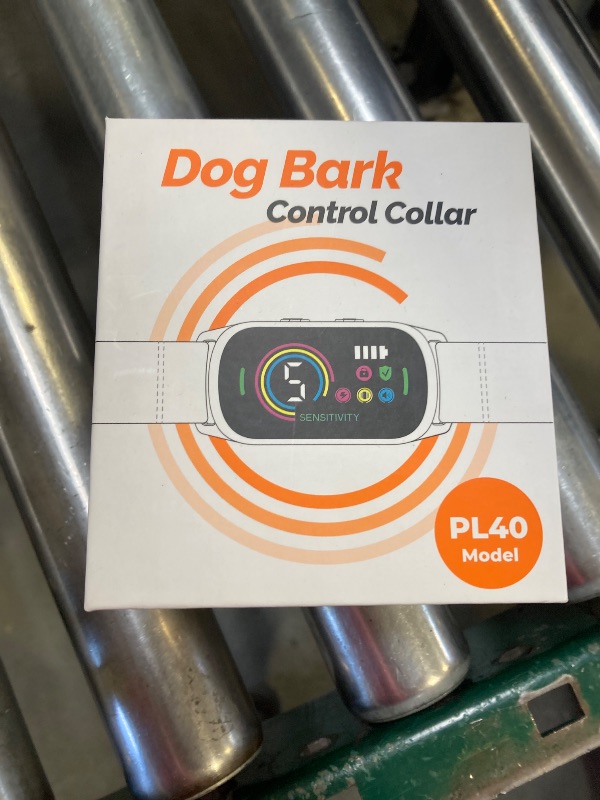 Dog Bark
Control Collar
5
SENSITIVITY
PL40
Model